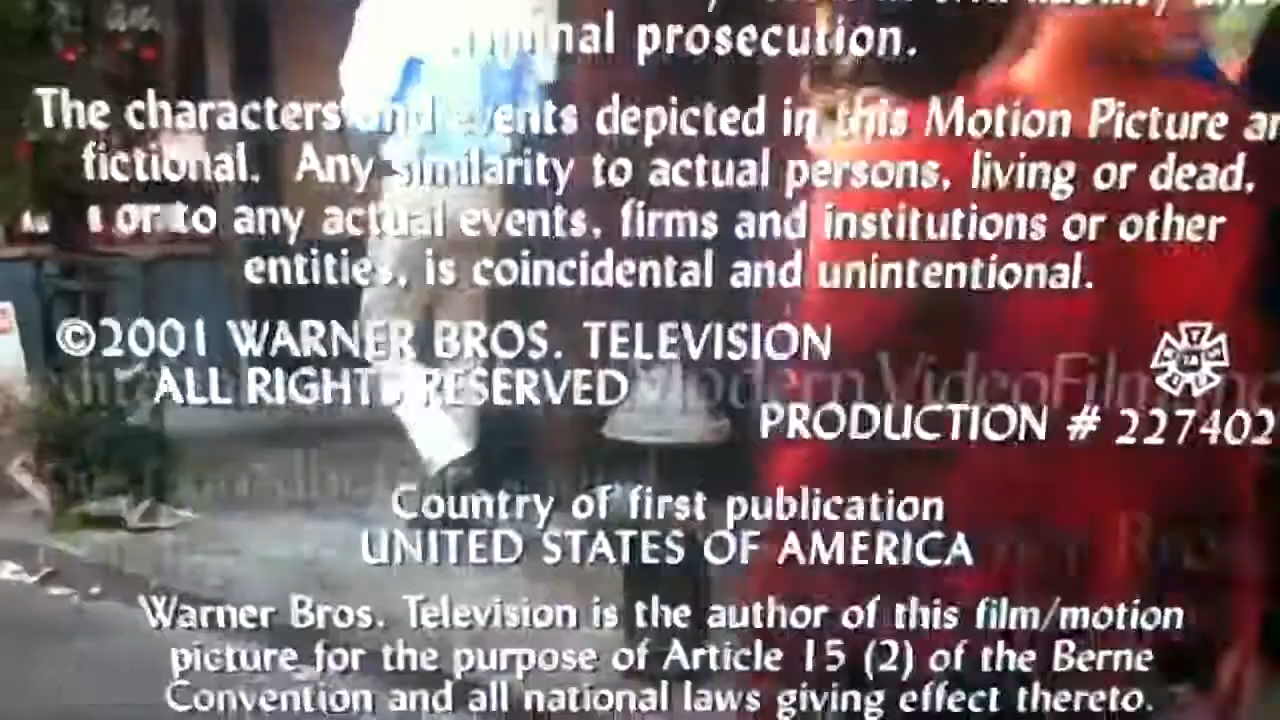 criminal prosecution.
The characters and events depicted in this Motion Picture ar
fictional. Any similarity to actual persons, living or dead,
or to any actual events, firms and institutions or other
entities, is coincidental and unintentional.
©2001 WARNER BROS. TELEVISION
ALL RIGHTS RESERVED
Modern VideoFilm, Inc
PRODUCTION # 227402
Country of first publication
UNITED STATES OF AMERICA
Warner Bros. Television is the author of this film/motion
picture for the purpose of Article 15 (2) of the Berne
Convention and all national laws giving effect thereto.